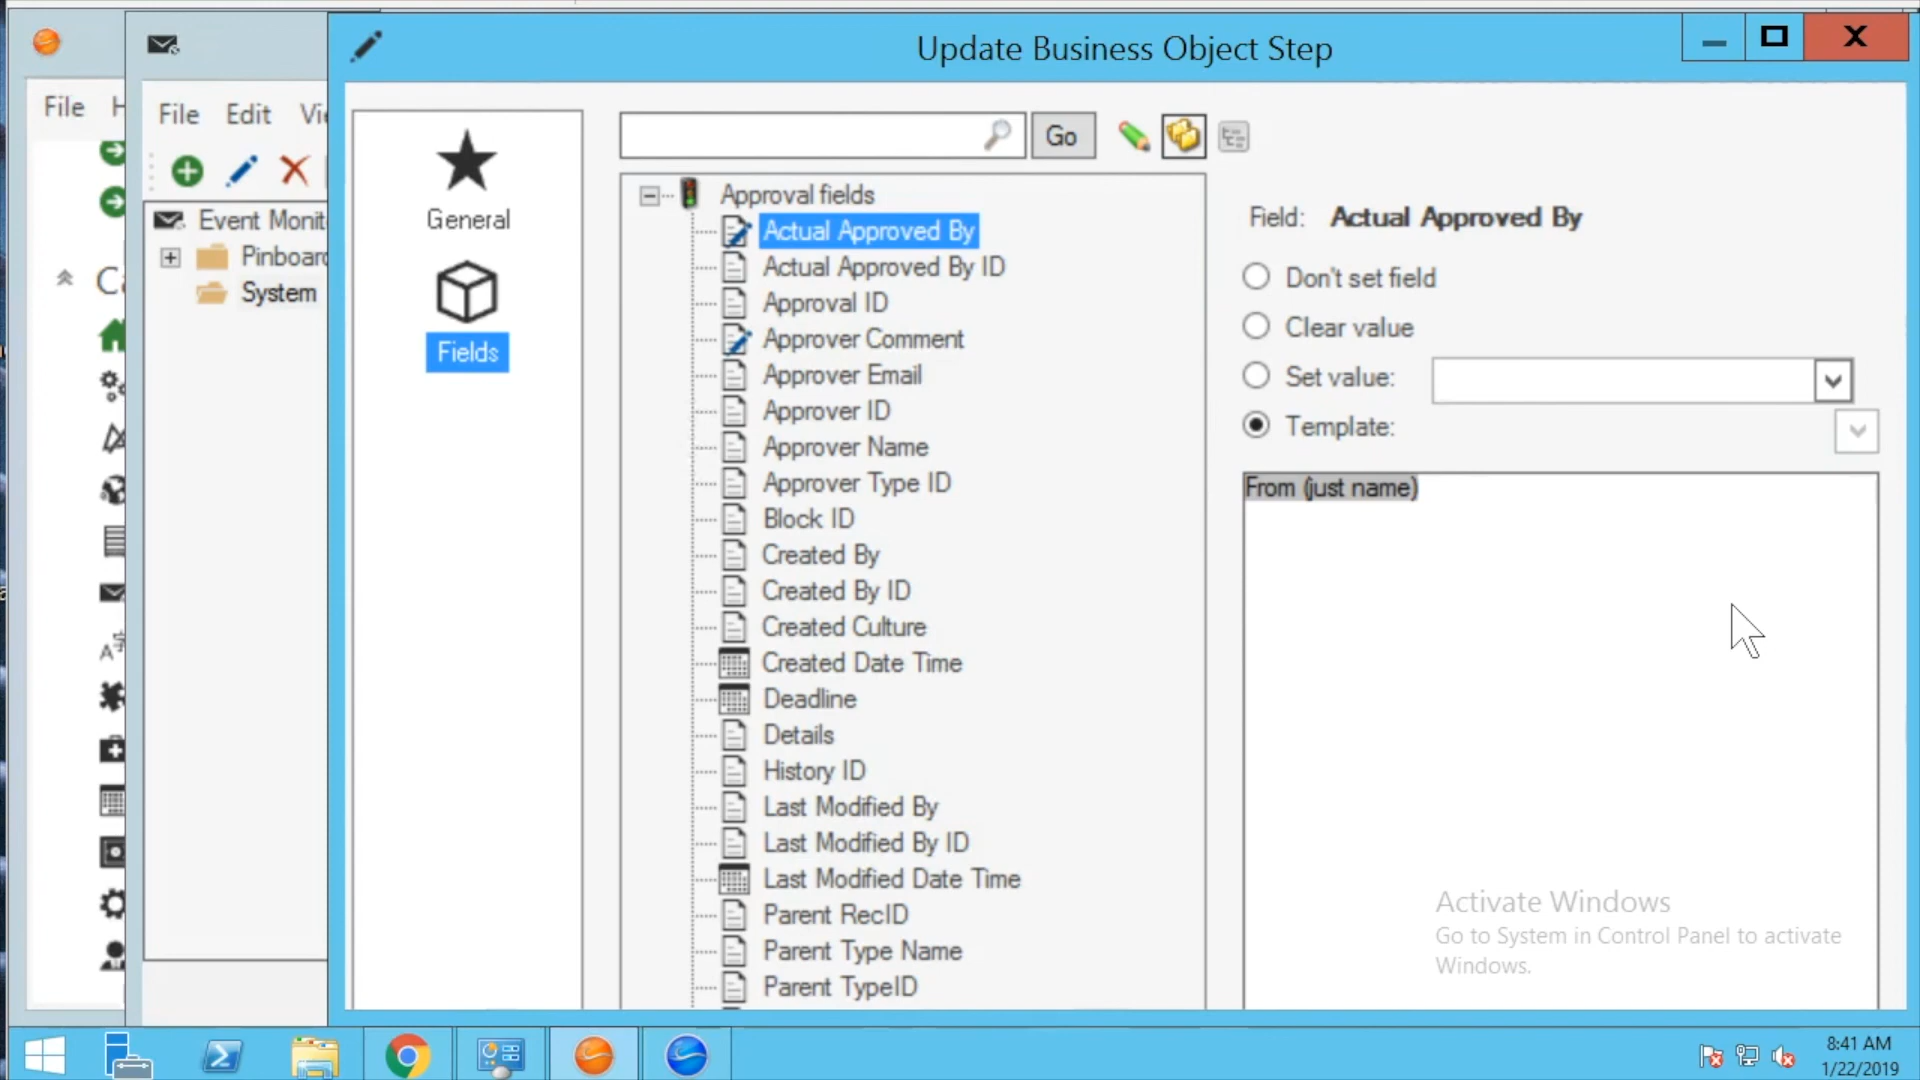 Update Business Object Step
File
File Edit
Go
General
Fields
Event Monit
Pinboard
System
Approval fields
Actual Approved By
Actual Approved By ID
Approval ID
Approver Comment
Approver Email
Approver ID
Approver Name
Approver Type ID
Block ID
Created By
Created By ID
Created Culture
Created Date Time
Deadline
Details
History ID
Last Modified By
Last Modified By ID
Last Modified Date Time
Parent RecID
Parent Type Name
Parent TypeID
Field: Actual Approved By
Don't set field
Clear value
Set value:
Template:
From (just name)
Activate Windows
Go to System in Control Panel to activate
Windows.
8:41 AM
1/22/2019